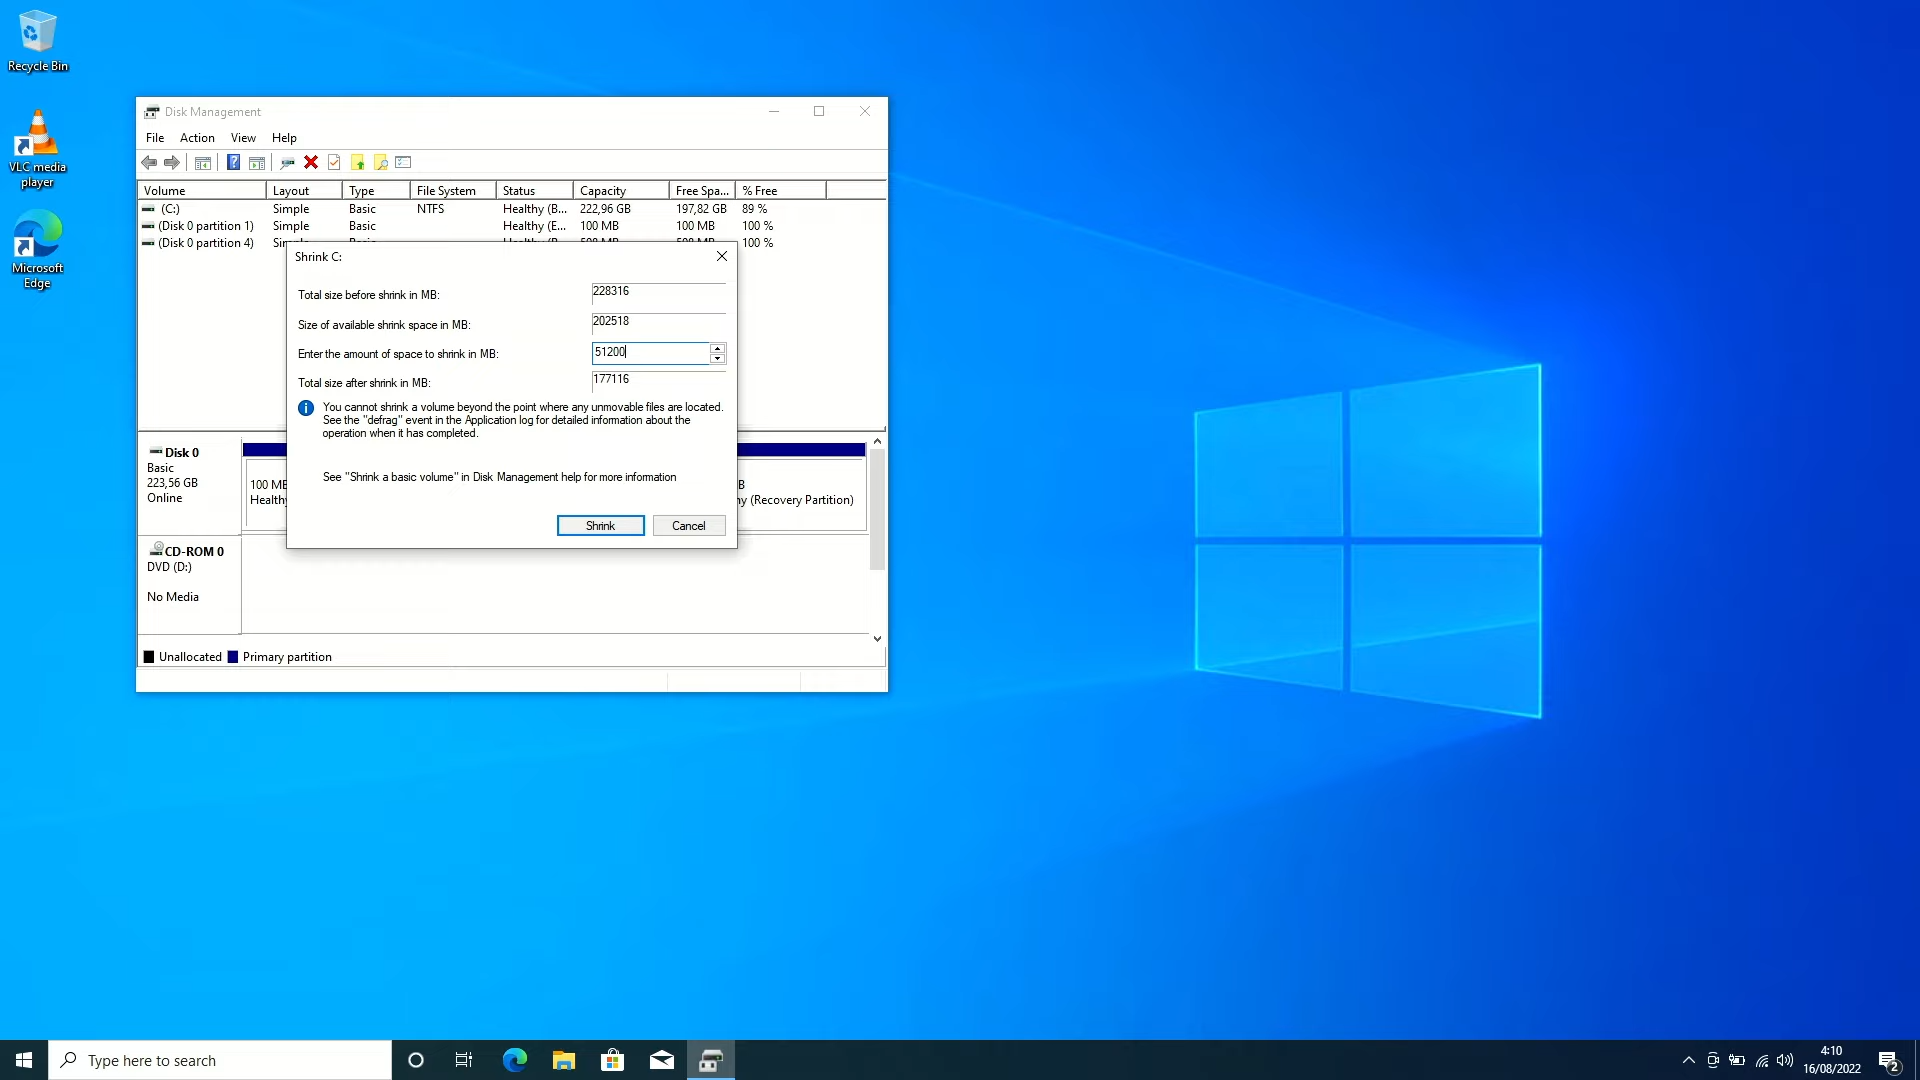 Recycle Bin
VLC media
player
Microsoft
Edge
Disk Management
File Action View Help
Volume Layout Type File System Status Capacity Free Spa... % Free
(C:) Simple Basic NTFS Healthy (B... 222,96 GB 197,82 GB 89 %
(Disk 0 partition 1) Simple Basic Healthy (E... 100 MB 100 MB 100 %
(Disk 0 partition 4) 100 %
Shrink C:
Total size before shrink in MB: 228316
Size of available shrink space in MB: 202518
Enter the amount of space to shrink in MB: 51200
Total size after shrink in MB: 177116
You cannot shrink a volume beyond the point where any unmovable files are located.
See the "defrag" event in the Application log for detailed information about the
operation when it has completed.
See "Shrink a basic volume" in Disk Management help for more information
Shrink Cancel
Disk 0
Basic
223,56 GB
Online
100 MB
Healthy
B
y (Recovery Partition)
CD-ROM 0
DVD (D:)
No Media
Unallocated Primary partition
Type here to search
4:10
16/08/2022
2